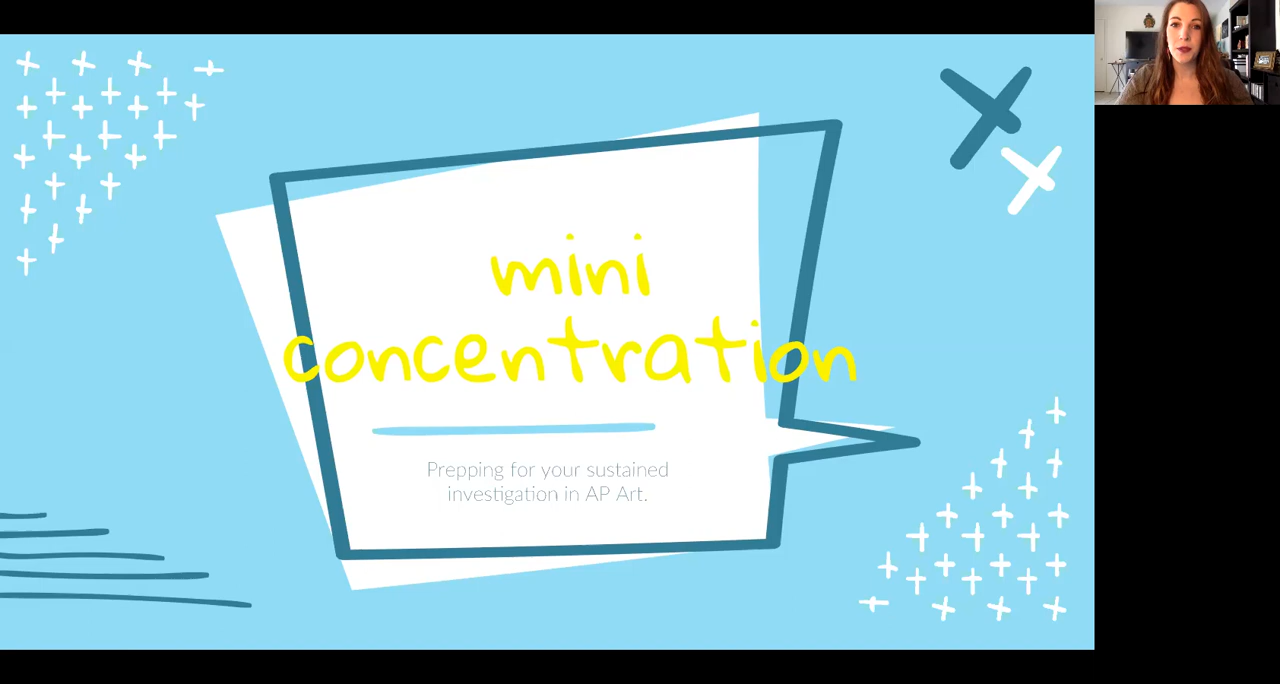 mini
concentration
Prepping for your sustained
investigation in AP Art.